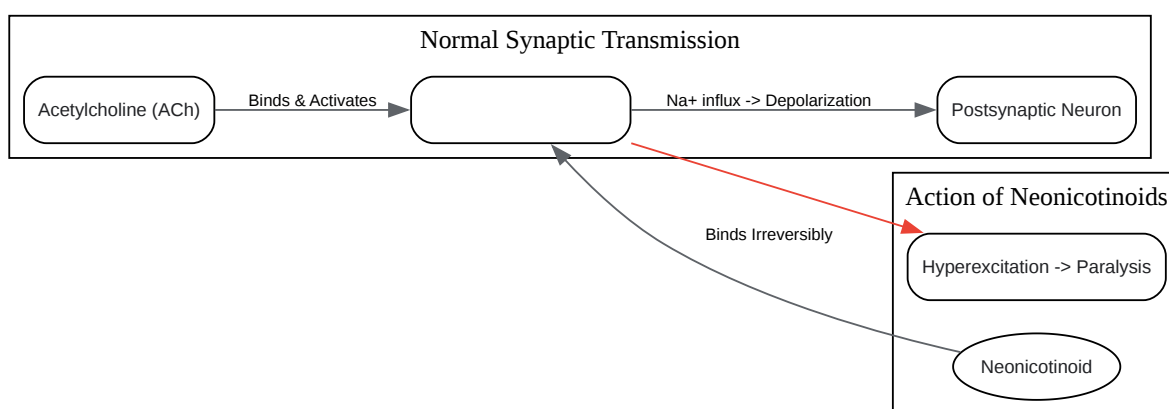 Normal Synaptic Transmission
Acetylcholine (ACh)
Binds & Activates
Na+ influx -> Depolarization
Postsynaptic Neuron
Action of Neonicotinoids
Binds Irreversibly
Hyperexcitation -> Paralysis
Neonicotinoid